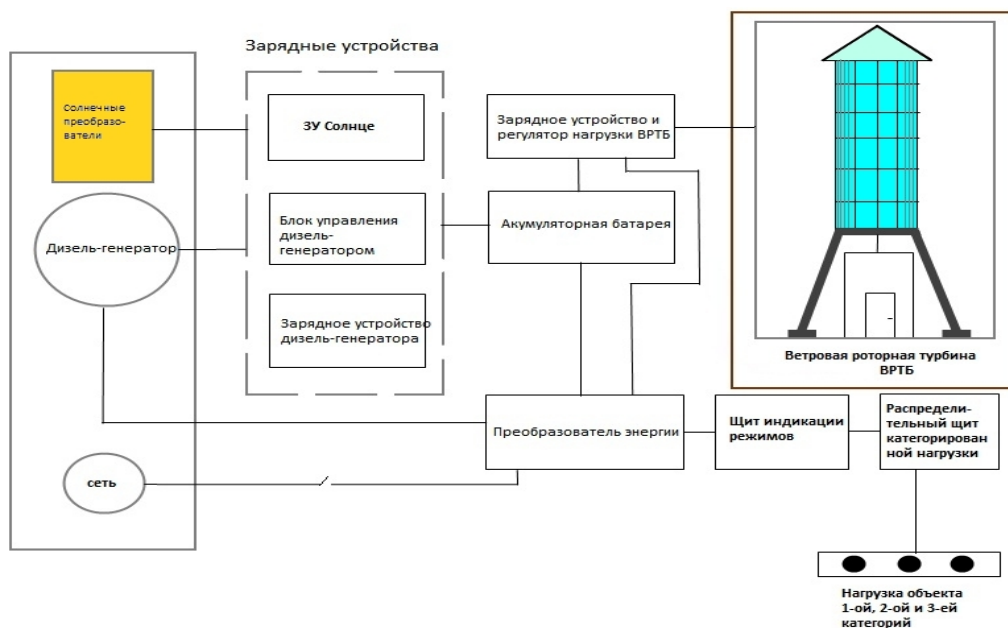 Зарядные устройства
Солнечные
преобразо-
ватели
ЗУ Солнце
Зарядное устройство и
регулятор нагрузки ВРТБ
Дизель-генератор
Блок управления
дизель-
генератором
Акумуляторная батарея
Зарядное устройство
дизель-генератора
Ветровая роторная турбина
ВРТБ
Преобразователь энергии
Щит индикации
режимов
Распредели-
тельный щит
категорирован
ной нагрузки
сеть
Нагрузка объекта
1-ой, 2-ой и 3-ей
категорий